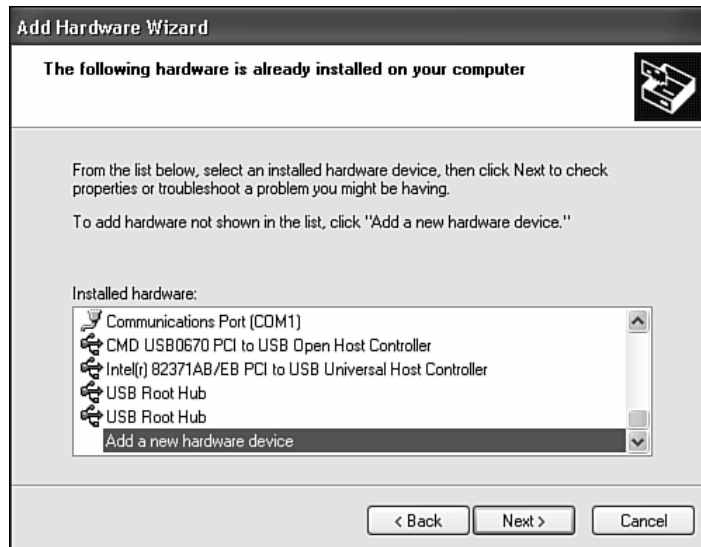 Add Hardware Wizard
The following hardware is already installed on your computer
From the list below, select an installed hardware device, then click Next to check
properties or troubleshoot a problem you might be having.
To add hardware not shown in the list, click "Add a new hardware device."
Installed hardware:
Communications Port (COM1)
CMD USB0670 PCI to USB Open Host Controller
Intel(r) 82371AB/EB PCI to USB Universal Host Controller
USB Root Hub
USB Root Hub
Add a new hardware device
< Back Next > Cancel